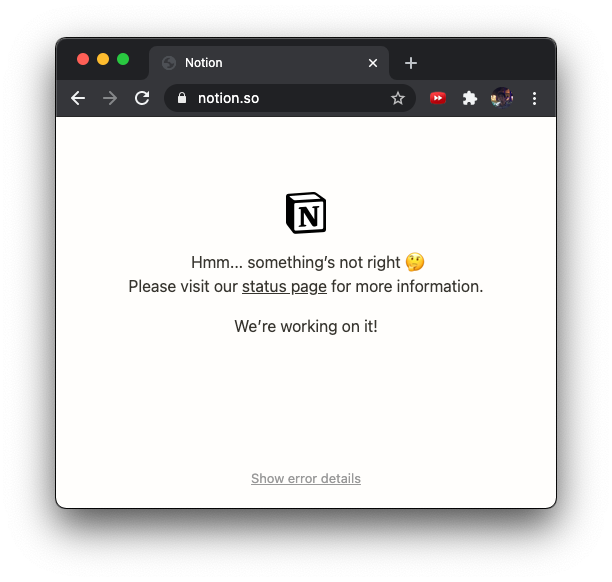 Notion
notion.so
N
Hmm... something's not right 🤔
Please visit our status page for more information.
We're working on it!
Show error details